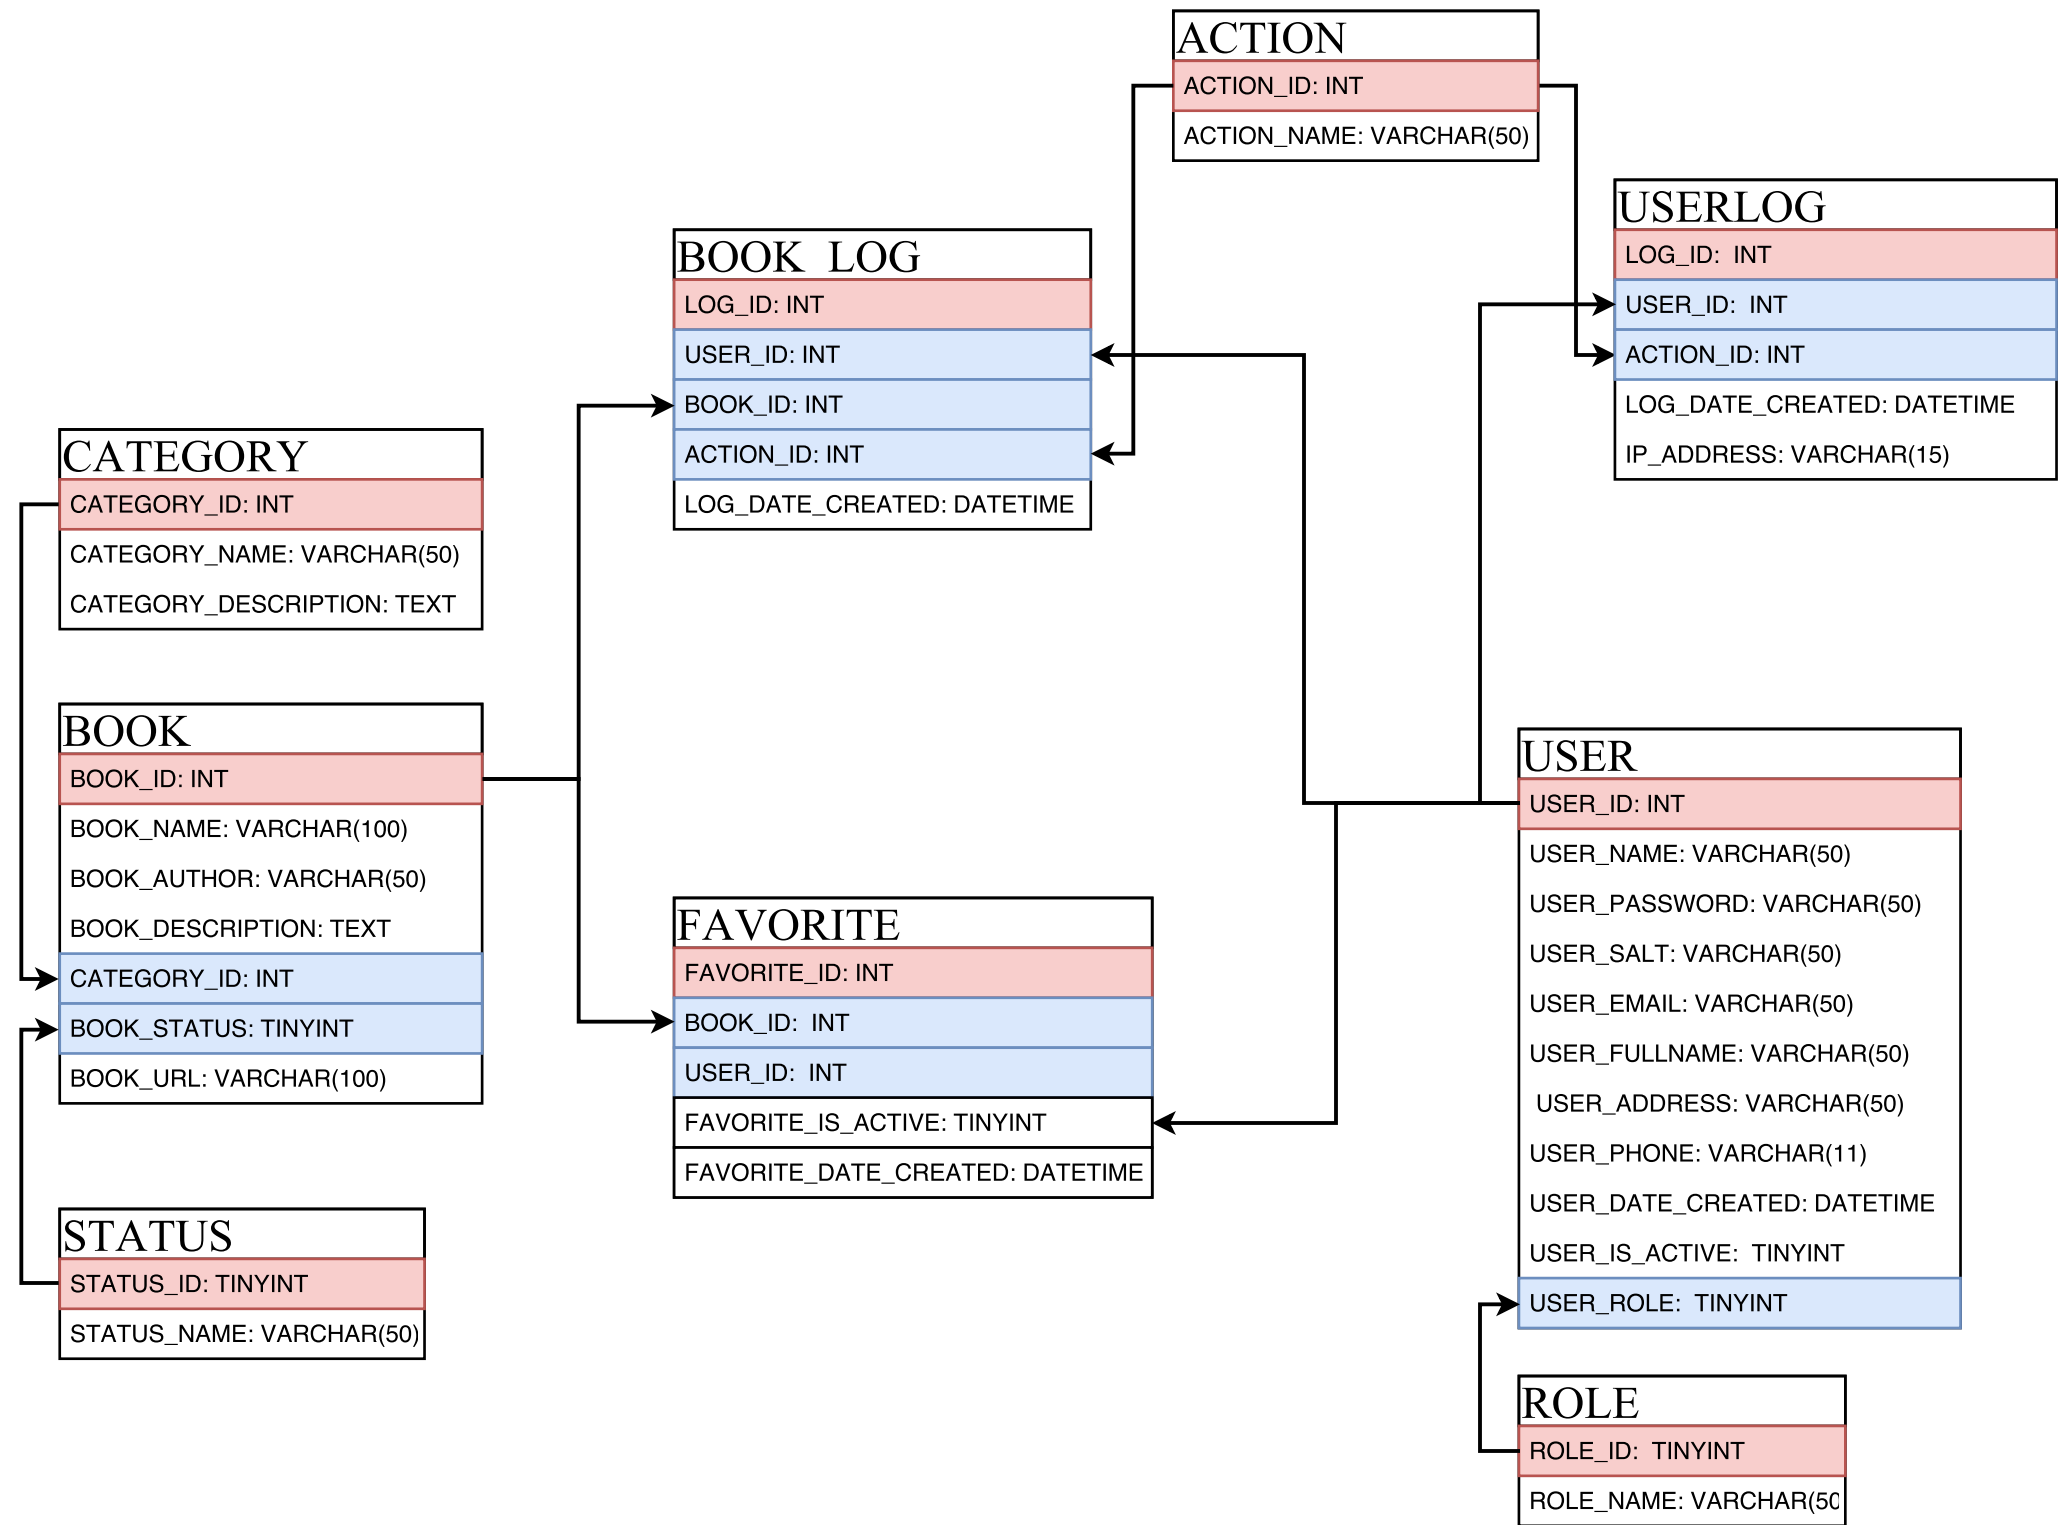 ACTION
ACTION_ID: INT
ACTION_NAME: VARCHAR(50)
USERLOG
LOG_ID: INT
USER_ID: INT
ACTION_ID: INT
LOG_DATE_CREATED: DATETIME
IP_ADDRESS: VARCHAR(15)
BOOK LOG
LOG_ID: INT
USER_ID: INT
BOOK_ID: INT
ACTION_ID: INT
LOG_DATE_CREATED: DATETIME
CATEGORY
CATEGORY_ID: INT
CATEGORY_NAME: VARCHAR(50)
CATEGORY_DESCRIPTION: TEXT
BOOK
BOOK_ID: INT
BOOK_NAME: VARCHAR(100)
BOOK_AUTHOR: VARCHAR(50)
BOOK_DESCRIPTION: TEXT
CATEGORY_ID: INT
BOOK_STATUS: TINYINT
BOOK_URL: VARCHAR(100)
FAVORITE
FAVORITE_ID: INT
BOOK_ID: INT
USER_ID: INT
FAVORITE_IS_ACTIVE: TINYINT
FAVORITE_DATE_CREATED: DATETIME
USER
USER_ID: INT
USER_NAME: VARCHAR(50)
USER_PASSWORD: VARCHAR(50)
USER_SALT: VARCHAR(50)
USER_EMAIL: VARCHAR(50)
USER_FULLNAME: VARCHAR(50)
USER_ADDRESS: VARCHAR(50)
USER_PHONE: VARCHAR(11)
USER_DATE_CREATED: DATETIME
USER_IS_ACTIVE: TINYINT
USER_ROLE: TINYINT
STATUS
STATUS_ID: TINYINT
STATUS_NAME: VARCHAR(50)
ROLE
ROLE_ID: TINYINT
ROLE_NAME: VARCHAR(50